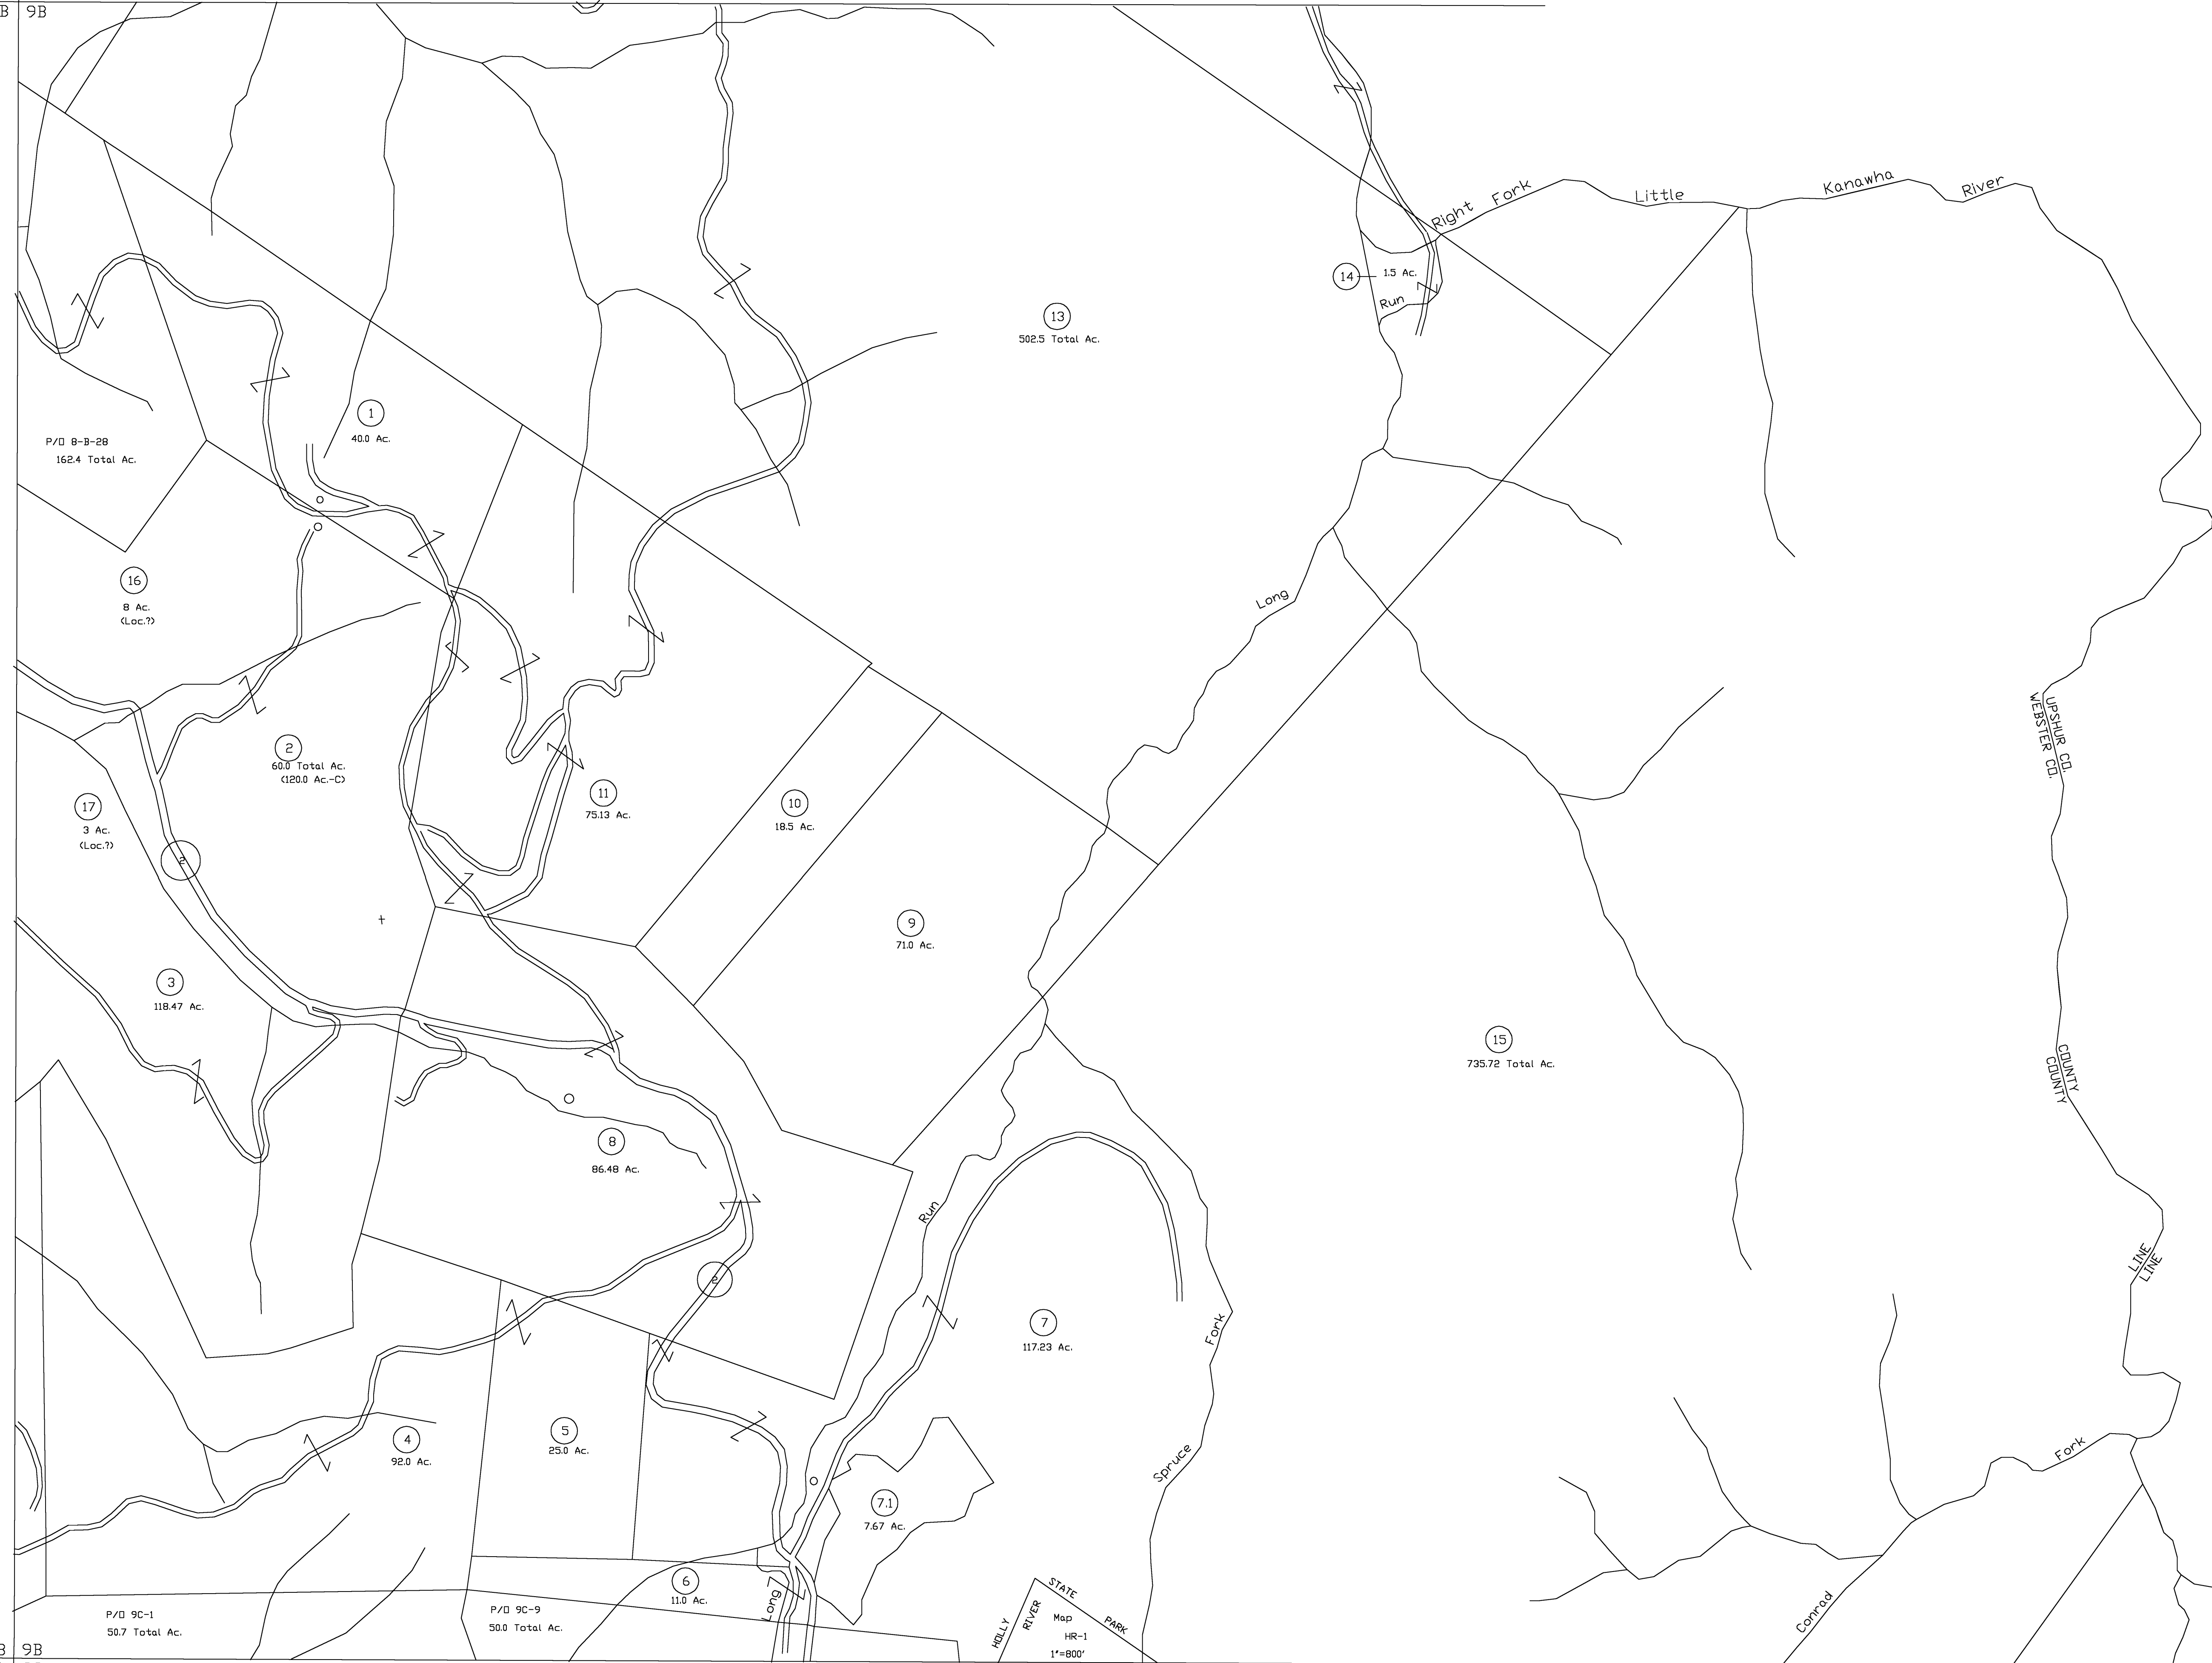 B 9B
Right Fork Little Kanawha River
14
1.5 Ac.
Run
13
502.5 Total Ac.
1
40.0 Ac.
P/O 8-B-28
162.4 Total Ac.
16
8 Ac.
(Loc.?)
Long
UPSHUR CO.
WEBSTER CO.
2
60.0 Total Ac.
(120.0 Ac.-C)
11
75.13 Ac.
10
18.5 Ac.
17
3 Ac.
(Loc.?)
2
9
71.0 Ac.
3
118.47 Ac.
15
735.72 Total Ac.
COUNTY
COUNTY
8
86.48 Ac.
Run
LINE
LINE
2
7
117.23 Ac.
Fork
4
92.0 Ac.
5
25.0 Ac.
Spruce
Fork
7.1
7.67 Ac.
6
11.0 Ac.
Long
Conrad
P/O 9C-1
50.7 Total Ac.
P/O 9C-9
50.0 Total Ac.
HOLLY RIVER STATE PARK
Map
HR-1
1"=800'
B 9B